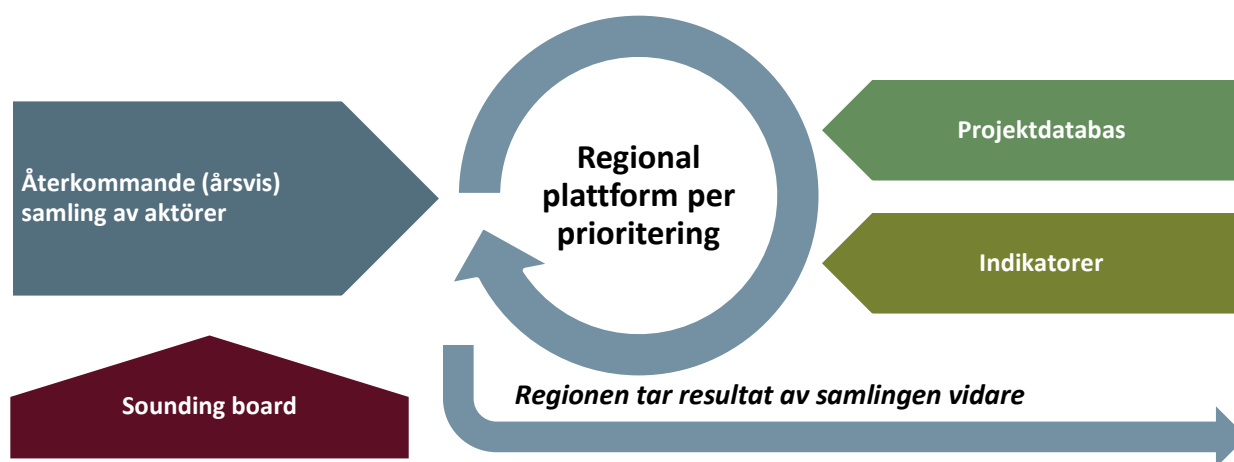 Återkommande (årsvis)
samling av aktörer
Regional
plattform per
prioritering
Projektdatabas
Indikatorer
Sounding board
Regionen tar resultat av samlingen vidare